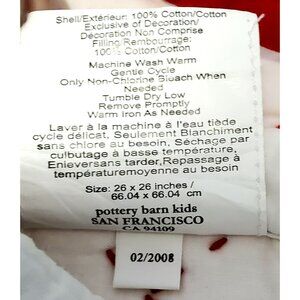 Shell/Extérieur: 100% Cotton/Cotton
Exclusive of Decoration/
Décoration Non Comprise
Filling/Rembourrage:
100% Cotton/Cotton
Machine Wash Warm
Gentle Cycle
Only Non-Chlorine Bleach When
Needed
Tumble Dry Low
Remove Promptly
Warm Iron As Needed
Laver à la machine à l'eau tiède
cycle délicat, Seulement Blanchiment
sans chlore au besoin, Séchage par
culbutage à basse température,
Enieversans tarder,Repassage à
températuremoyenne au besoin
Size: 26 x 26 inches /
66.04 x 66.04 cm
pottery barn kids
SAN FRANCISCO
CA 94109
02/2008